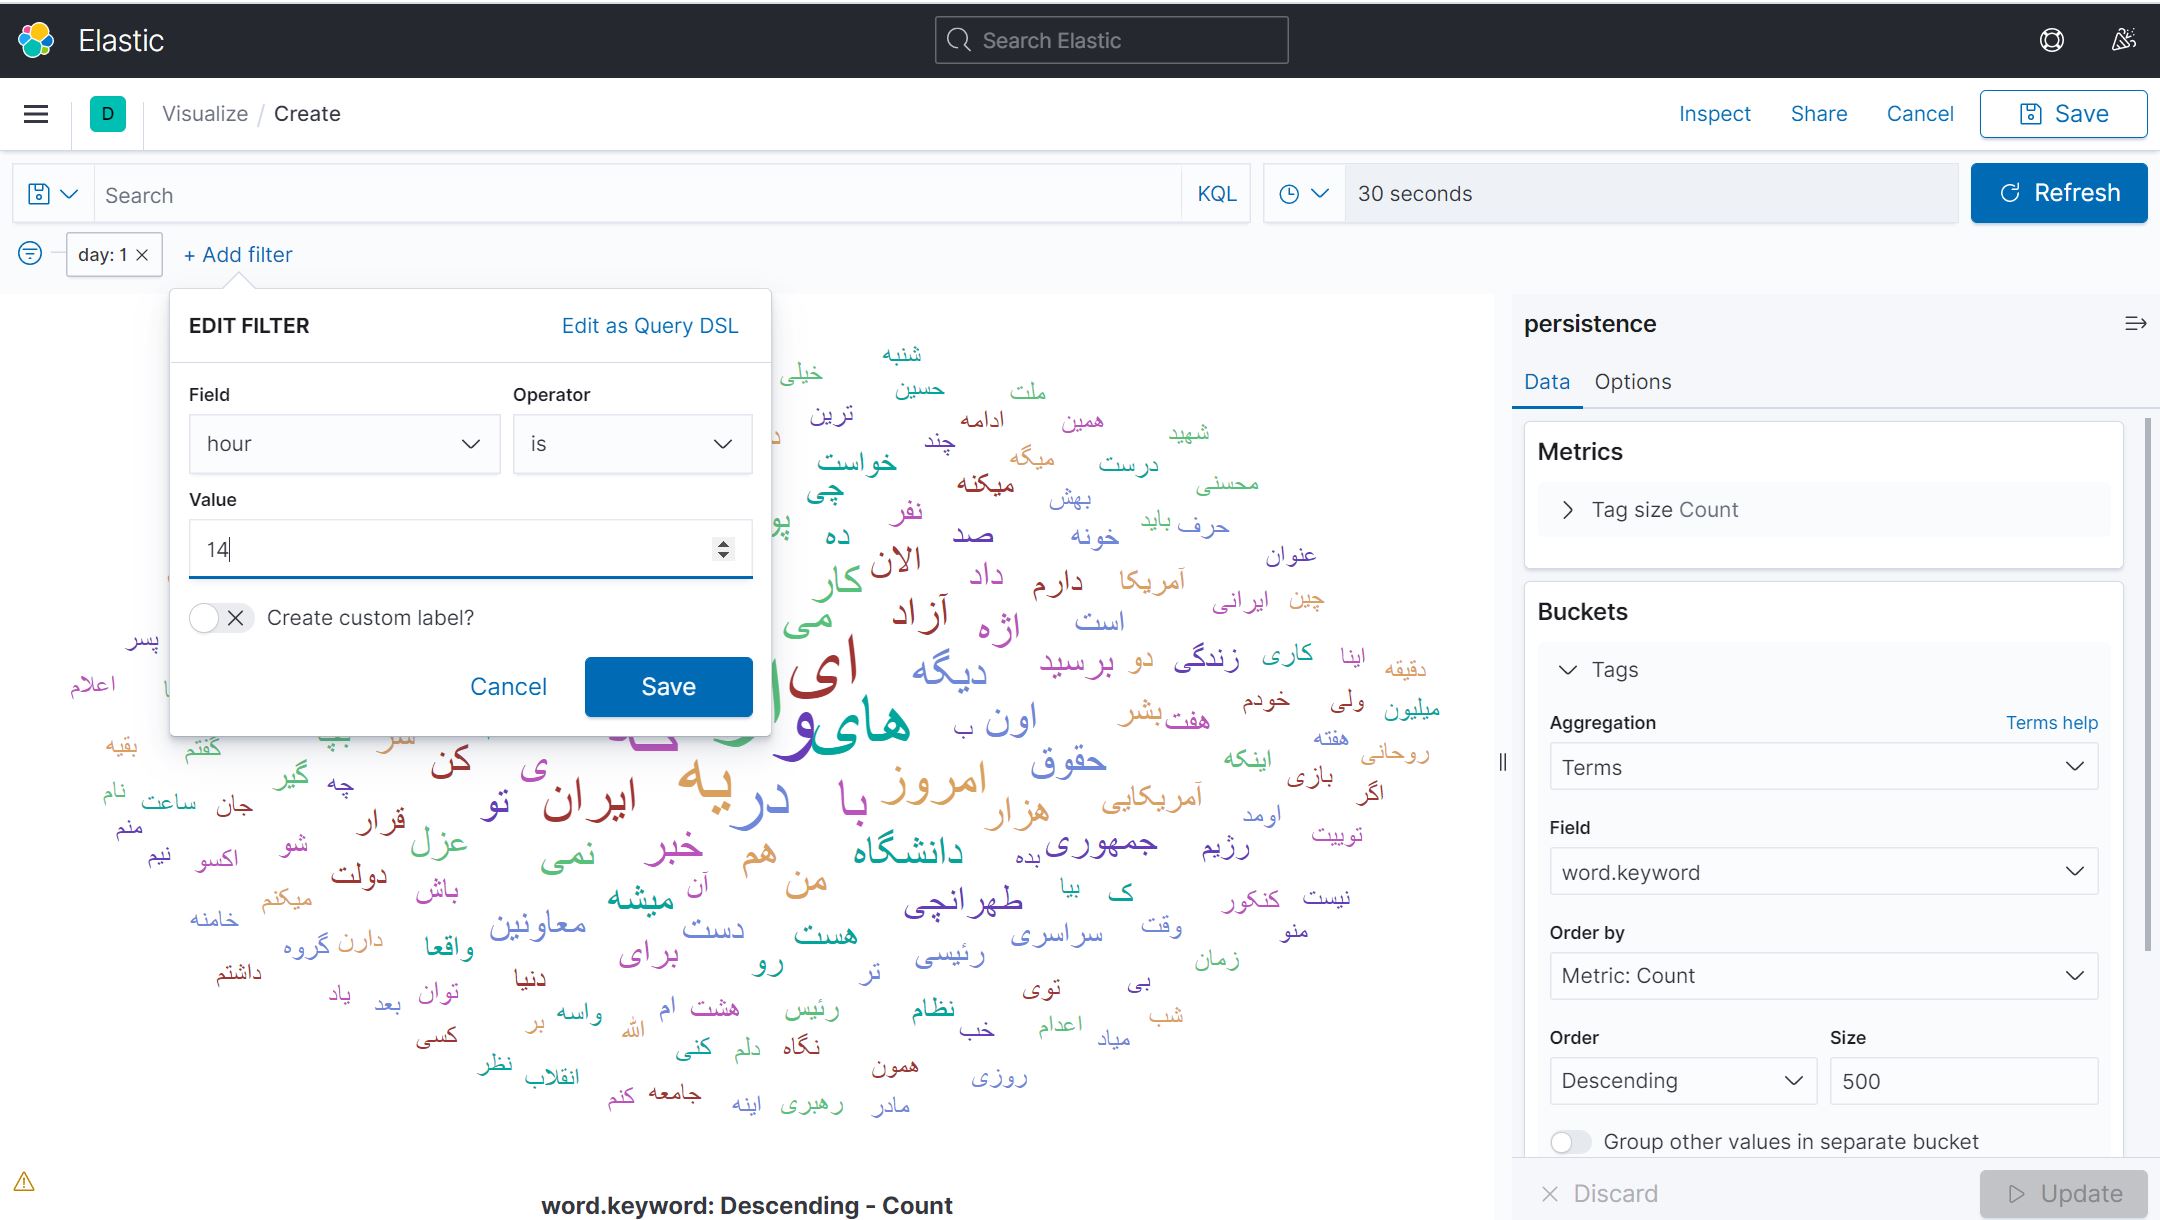 Elastic
Search Elastic
D
Visualize / Create
Inspect
Share
Cancel
Save
Search
KQL
30 seconds
Refresh
day: 1 ×
+ Add filter
EDIT FILTER
Edit as Query DSL
Field
Operator
hour
is
Value
14
Create custom label?
Cancel
Save
شنبه
خیلی
حسین
ملت
ترین
ادامه
همین
چند
شهید
خواست
میگه
درست
چی
میکنه
بهش
محسنی
نفر
باید
حرف
ده
صد
خونه
عنوان
الان
کار
داد
دارم
آمریکا
ایرانی
چین
آزاد
می
اژه
است
پسر
ای
دیگه
برسید
دو
زندگی
کاری
اینا
دقیقه
اعلام
های
و
ب
اون
بشر
هفت
خودم
ولی
میلیون
هفته
بقیه
گفتم
کن
ی
یه
امروز
حقوق
اینکه
بازی
روحانی
گیر
چه
نام
ساعت
جان
تو
ایران
در
با
هزار
آمریکایی
اگر
اومد
منم
قرار
شو
عزل
نمی
خبر
هم
دانشگاه
بده
جمهوری
رژیم
توییت
نیم
اکسو
دولت
باش
میشه
آن
من
طهرانچی
بیا
ک
کنکور
نیست
میکنم
خامنه
گروه
دارن
واقعا
معاونین
دست
هست
رئیسی
سراسری
وقت
منو
داشتم
دنیا
برای
رو
تر
زمان
یاد
بعد
توان
توی
بی
کسی
بر
واسه
الله
ام
هشت
رئیس
نظام
خب
اعدام
میاد
شب
نظر
انقلاب
کنی
دلم
نگاه
همون
روزی
کنم
جامعه
اینه
رهبری
مادر
word.keyword: Descending - Count
persistence
Data
Options
Metrics
Tag size Count
Buckets
Tags
Aggregation
Terms help
Terms
Field
word.keyword
Order by
Metric: Count
Order
Size
Descending
500
Group other values in separate bucket
Discard
Update